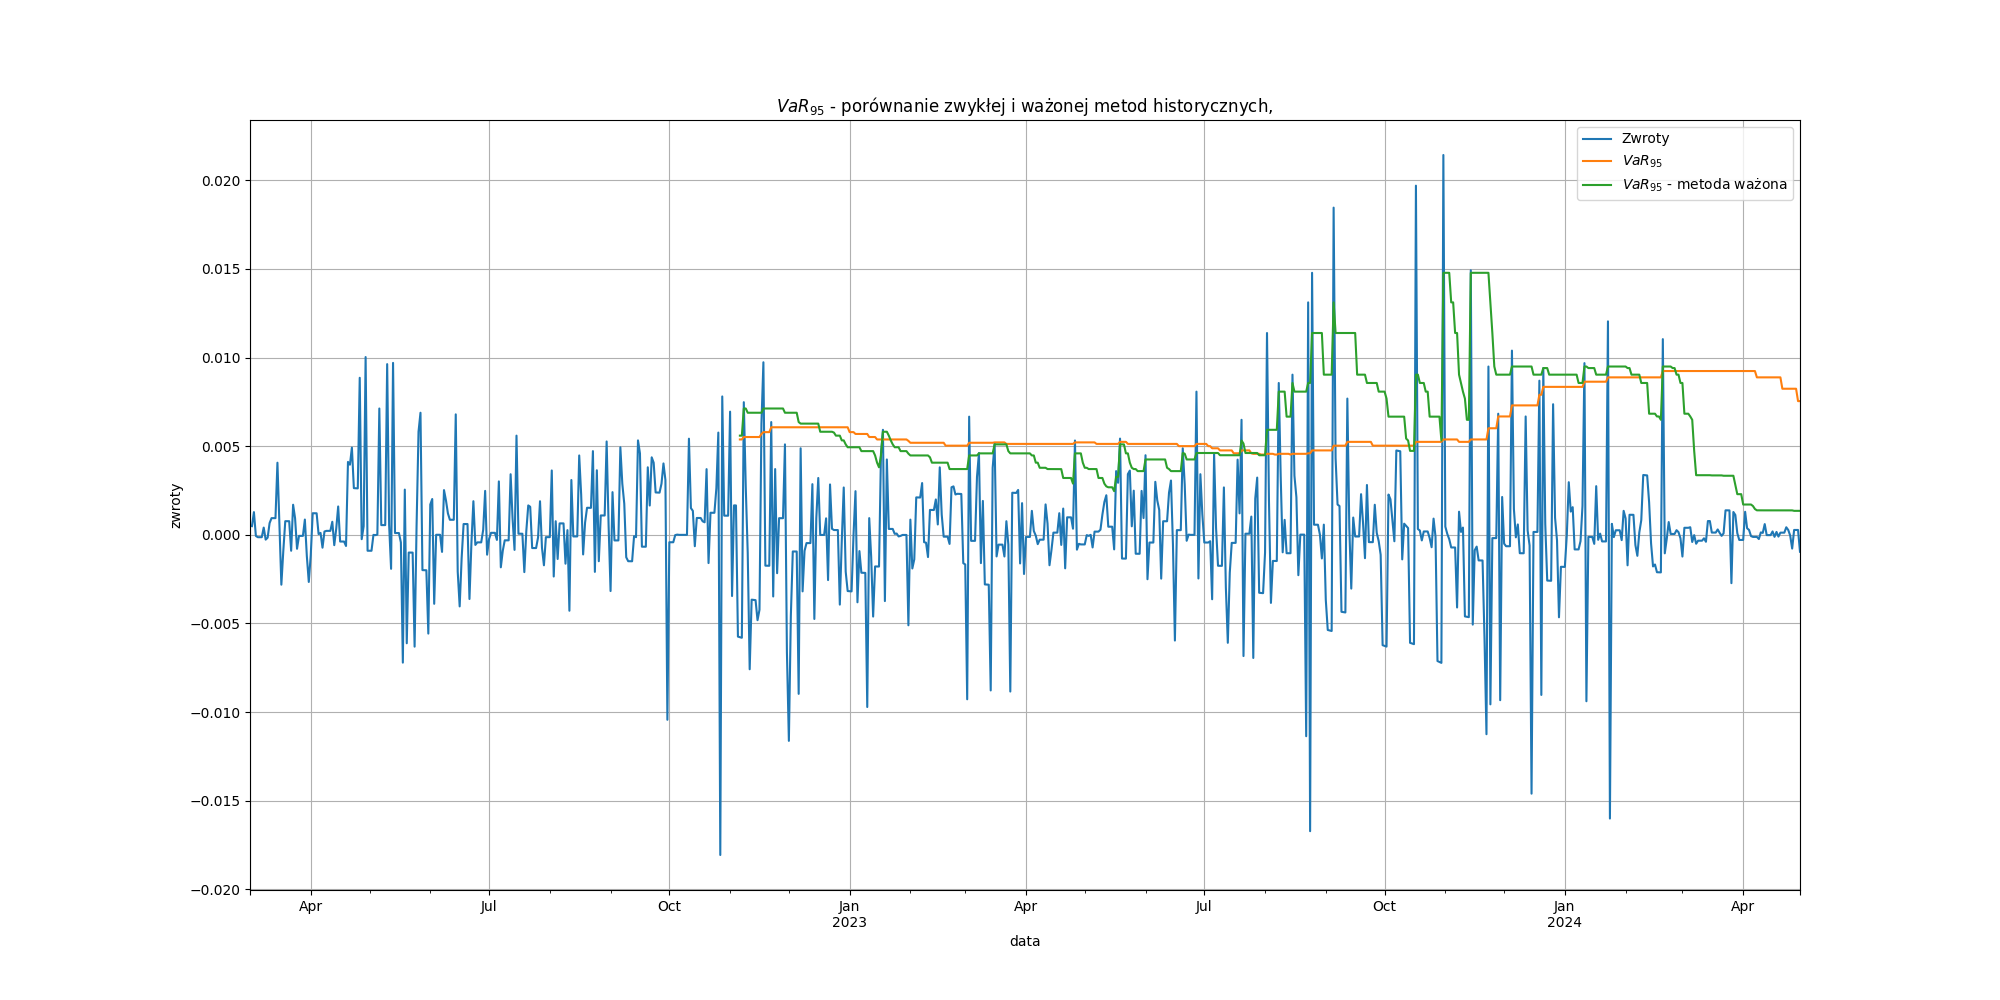 VaR95 - porównanie zwykłej i ważonej metod historycznych,
Zwroty
VaR95
VaR95 - metoda ważona
zwroty
0.020
0.015
0.010
0.005
0.000
−0.005
−0.010
−0.015
−0.020
Apr
Jul
Oct
Jan
2023
Apr
Jul
Oct
Jan
2024
Apr
data